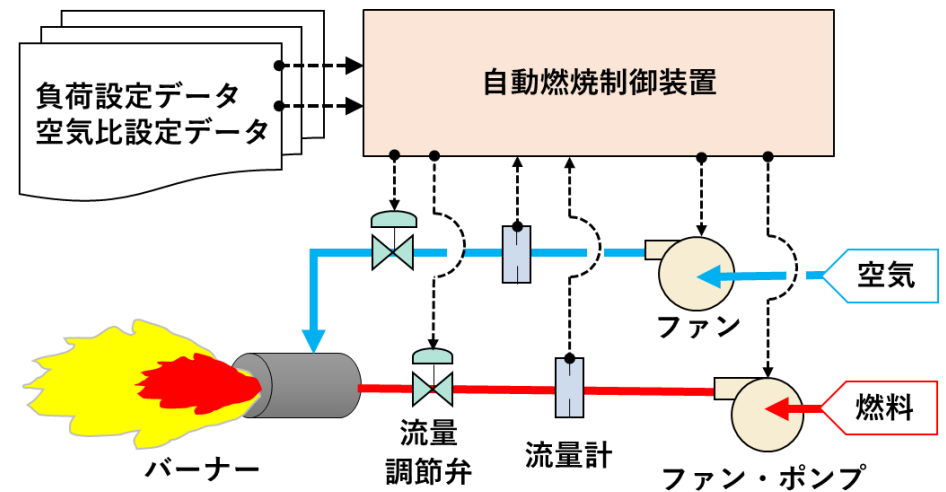 負荷設定データ
空気比設定データ
自動燃焼制御装置
空気
ファン
燃料
流量
調節弁
流量計
バーナー
ファン・ポンプ